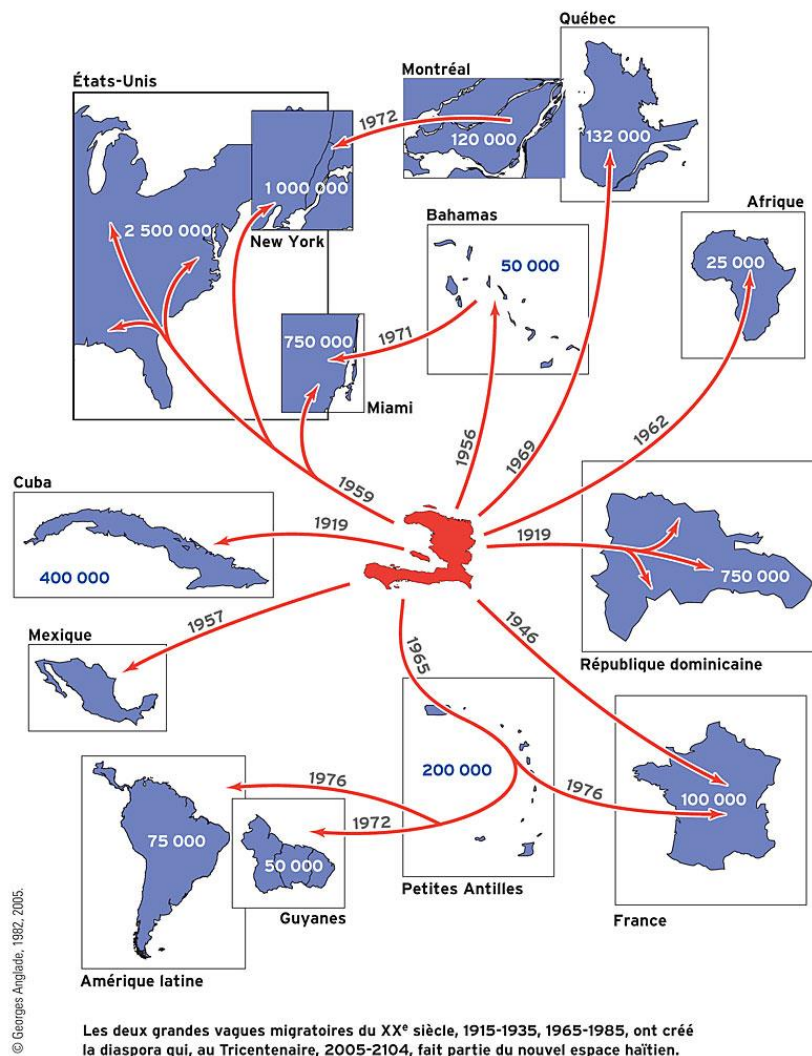 Québec
États-Unis
Montréal
1972
120 000
132 000
1 000 000
Afrique
Bahamas
2 500 000
New York
50 000
25 000
750 000
1971
Miami
1956
1969
1962
1959
Cuba
1919
1919
400 000
750 000
1957
Mexique
1946
1965
République dominicaine
200 000
1976
1976
100 000
75 000
1972
50 000
Petites Antilles
Guyanes
France
Amérique latine
© Georges Anglade, 1982, 2005.
Les deux grandes vagues migratoires du XXe siècle, 1915-1935, 1965-1985, ont créé
la diaspora qui, au Tricentenaire, 2005-2104, fait partie du nouvel espace haïtien.